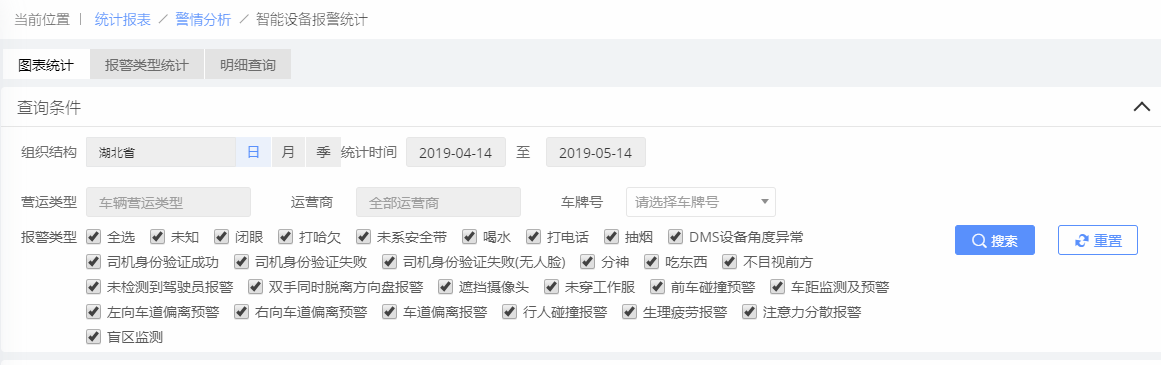 当前位置 | 统计报表 / 警情分析 / 智能设备报警统计
图表统计 报警类型统计 明细查询
查询条件
组织结构 湖北省 日 月 季 统计时间 2019-04-14 至 2019-05-14
营运类型 车辆营运类型 运营商 全部运营商 车牌号 请选择车牌号
报警类型 全选 未知 闭眼 打哈欠 未系安全带 喝水 打电话 抽烟 DMS设备角度异常 搜索 重置
司机身份验证成功 司机身份验证失败 司机身份验证失败(无人脸) 分神 吃东西 不目视前方
未检测到驾驶员报警 双手同时脱离方向盘报警 遮挡摄像头 未穿工作服 前车碰撞预警 车距监测及预警
左向车道偏离预警 右向车道偏离预警 车道偏离报警 行人碰撞报警 生理疲劳报警 注意力分散报警
盲区监测